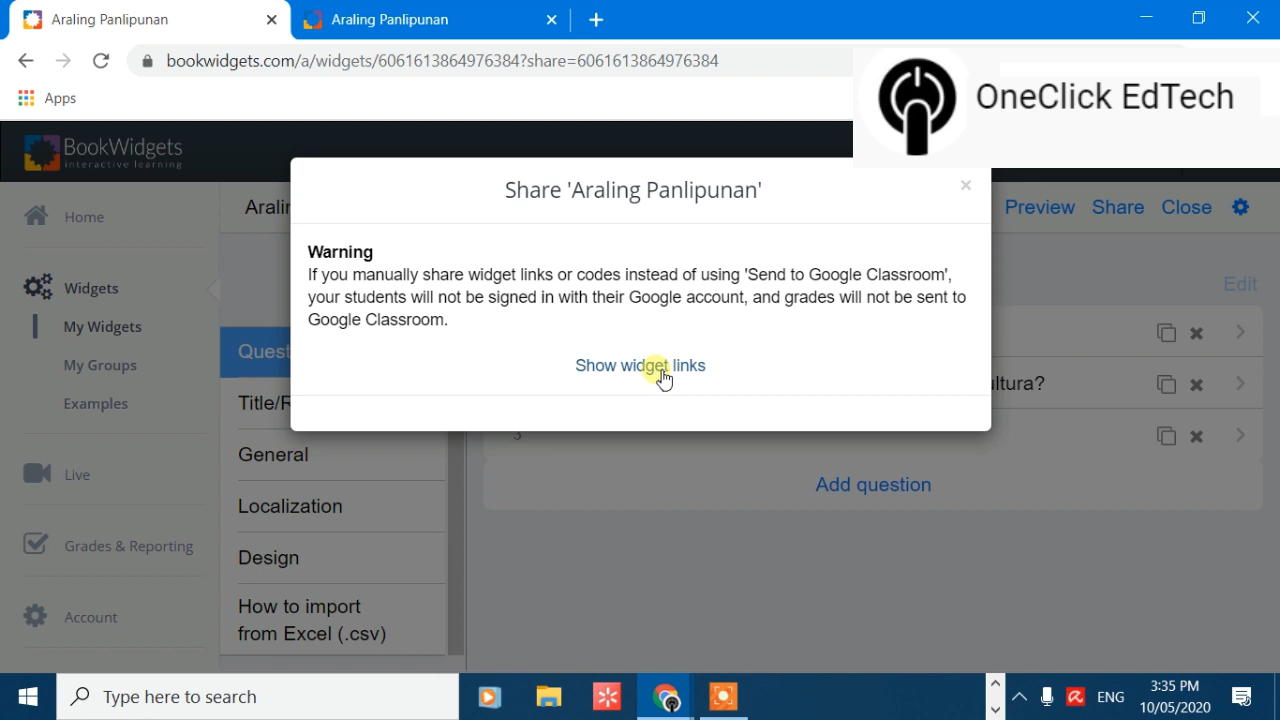 Araling Panlipunan
Araling Panlipunan
bookwidgets.com/a/widgets/6061613864976384?share=6061613864976384
Apps
OneClick EdTech
BookWidgets
interactive learning
Home
Widgets
My Widgets
My Groups
Examples
Live
Grades & Reporting
Account
Preview Share Close
Edit
Share 'Araling Panlipunan'
Warning
If you manually share widget links or codes instead of using 'Send to Google Classroom',
your students will not be signed in with their Google account, and grades will not be sent to
Google Classroom.
Show widget links
General
Localization
Design
How to import
from Excel (.csv)
Add question
Type here to search
ENG
3:35 PM
10/05/2020